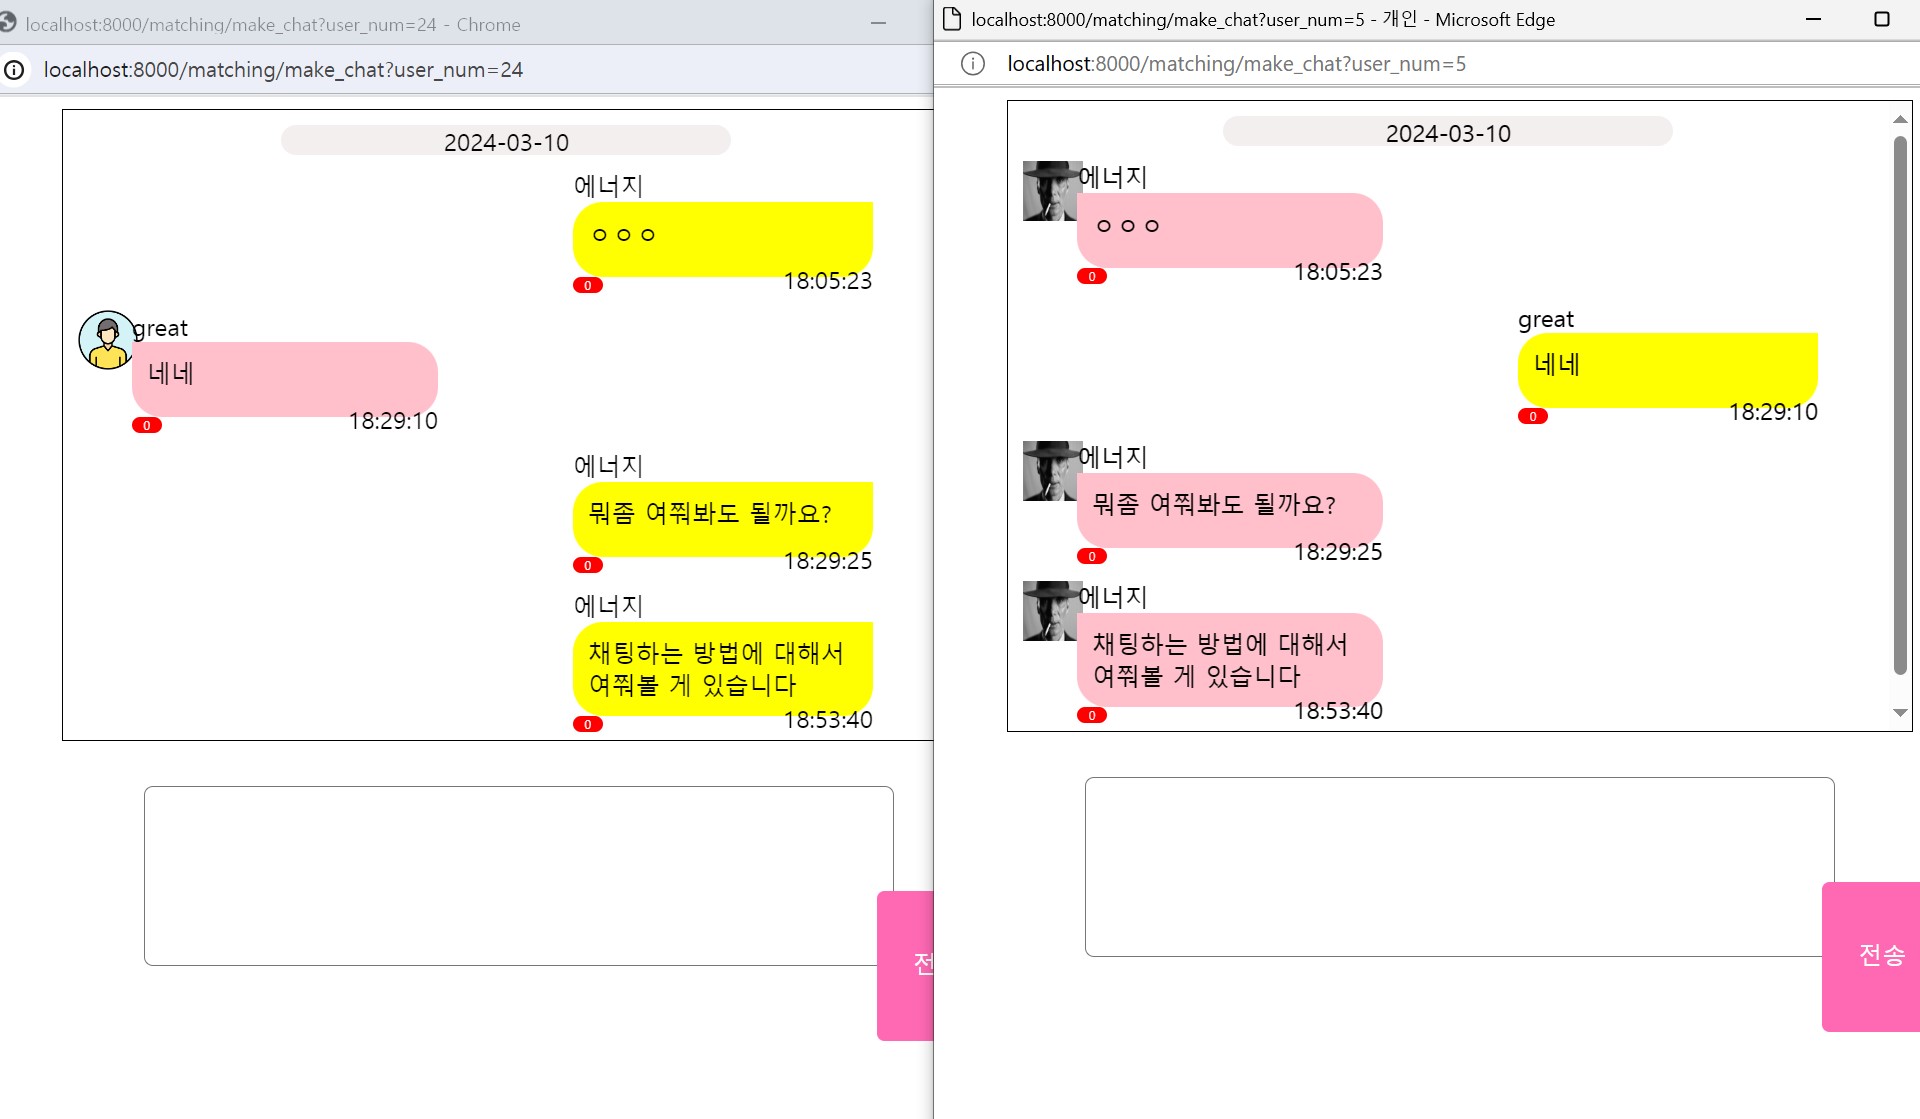 localhost:8000/matching/make_chat?user_num=24 - Chrome
localhost:8000/matching/make_chat?user_num=24
2024-03-10
에너지
ㅇㅇㅇ
0
18:05:23
great
네네
0
18:29:10
에너지
뭐좀 여쭤봐도 될까요?
0
18:29:25
에너지
채팅하는 방법에 대해서
여쭤볼 게 있습니다
0
18:53:40
전
localhost:8000/matching/make_chat?user_num=5 - 개인 - Microsoft Edge
localhost:8000/matching/make_chat?user_num=5
2024-03-10
에너지
ㅇㅇㅇ
0
18:05:23
great
네네
0
18:29:10
에너지
뭐좀 여쭤봐도 될까요?
0
18:29:25
에너지
채팅하는 방법에 대해서
여쭤볼 게 있습니다
0
18:53:40
전송